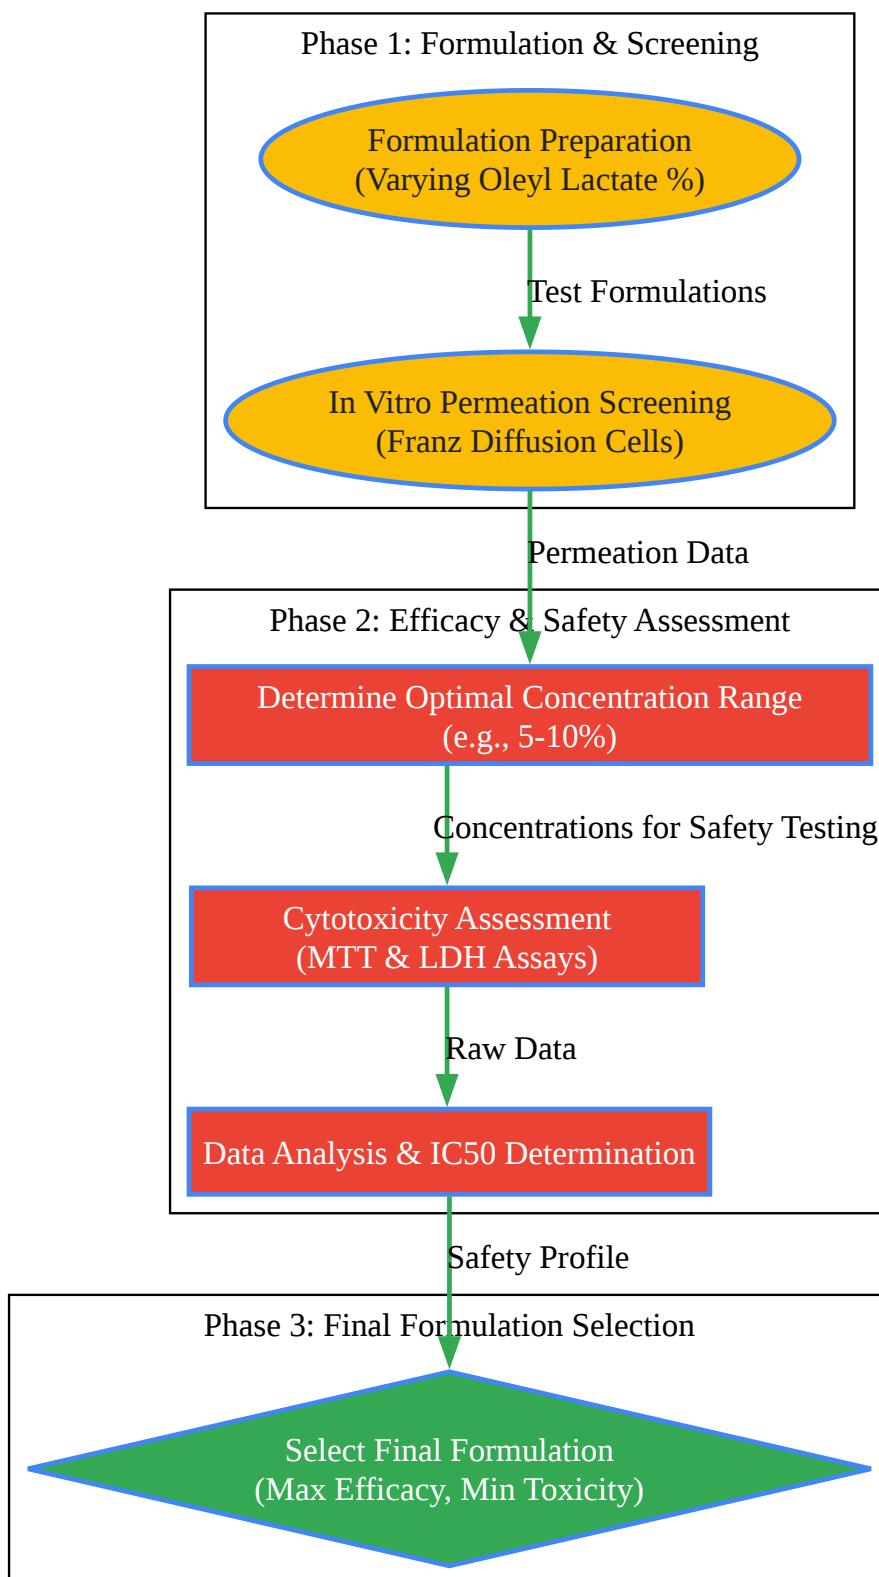 Phase 1: Formulation & Screening
Formulation Preparation
(Varying Oleyl Lactate %)
Test Formulations
In Vitro Permeation Screening
(Franz Diffusion Cells)
Permeation Data
Phase 2: Efficacy & Safety Assessment
Determine Optimal Concentration Range
(e.g., 5-10%)
Concentrations for Safety Testing
Cytotoxicity Assessment
(MTT & LDH Assays)
Raw Data
Data Analysis & IC50 Determination
Safety Profile
Phase 3: Final Formulation Selection
Select Final Formulation
(Max Efficacy, Min Toxicity)